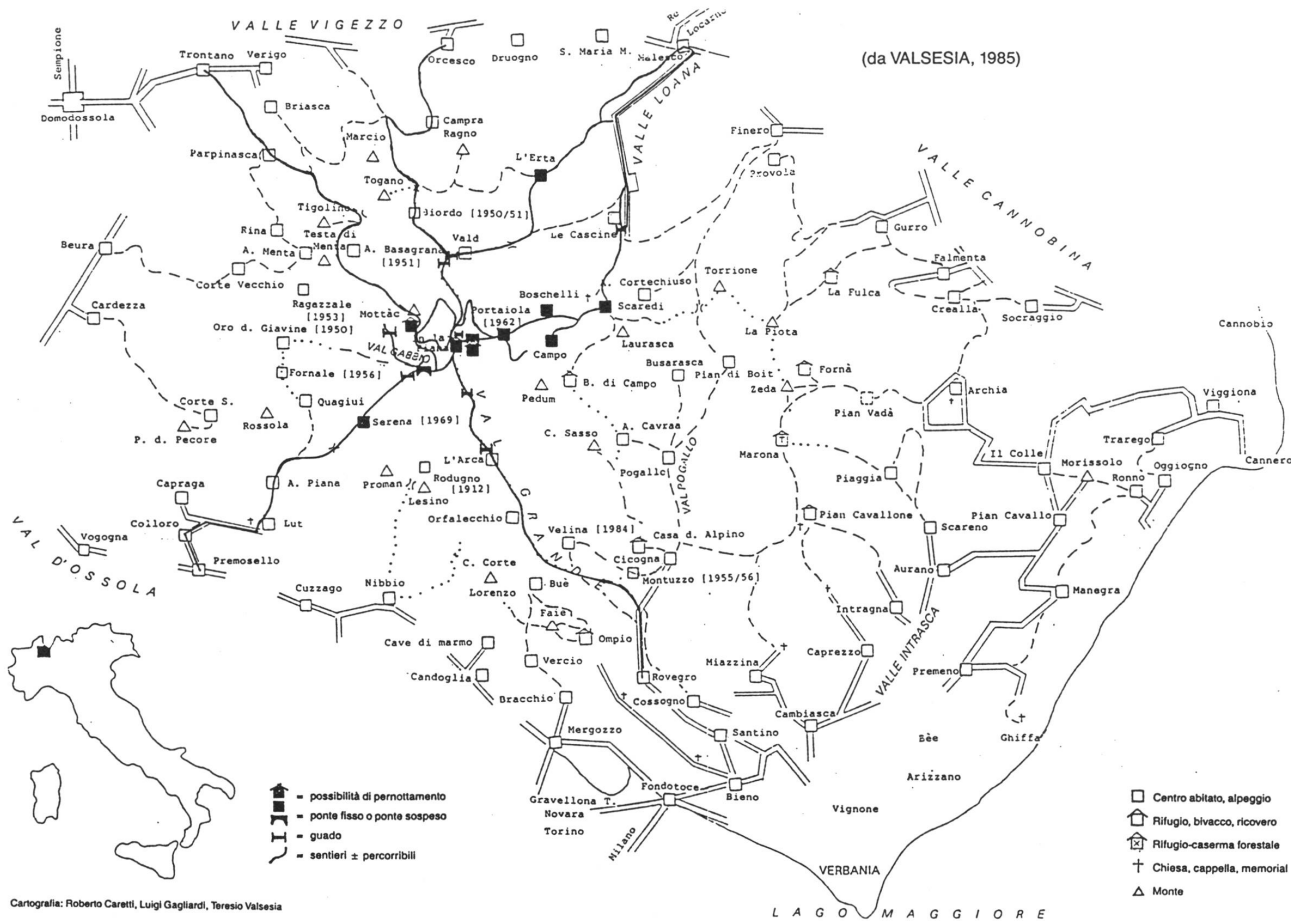 VALLE VIGEZZO
(da VALSESIA, 1985)
Sempione
Trontano
Verigo
Orcesco
Druogno
S. Maria M.
Locarno
Malesco
Domodossola
Briasca
Campra
Ragno
Marcio
VALLE LOANA
Finero
Provola
VALLE CANNOBINA
Parpinasca
L'Erta
Togano
Tigolino
Biordo [1950/51]
Rina
Testa di
Menta
A. Menta
A. Basagrana
[1951]
Vald
Le Cascine
Gurro
Beura
Corte Vecchio
Falmenta
Cortechiuso
Torrione
La Fulca
Crealla
Socraggio
Cardezza
Ragazzale
[1953]
Mottàc
Boschelli
Scaredi
Portaiola
[1962]
Oro d. Giavine [1950]
La Piota
Cannobio
Laurasca
VALGABBIO
Campo
Busarasca
Pian di Boit
Fornà
Fornale [1956]
Pedum
B. di Campo
Zeda
Archia
Viggiona
Corte S.
Quagiui
Pian Vadà
P. d. Pecore
Rossola
Serena [1969]
C. Sasso
A. Cavraa
Marona
Trarego
Pogallo
VALPOGALLO
Il Colle
Morissolo
Cannero
L'Arca
Oggiogno
Ronno
A. Piana
Proman
Rodugno
[1912]
Lesino
Piaggia
Capraga
VAL GRANDE
Orfalecchio
Pian Cavallone
Scareno
Pian Cavallo
Colloro
Lut
Velina [1984]
Casa d. Alpino
Vogogna
VAL D'OSSOLA
Premosello
Cicogna
Montuzzo [1955/56]
Aurano
Manegra
Cuzzago
Nibbio
C. Corte
Lorenzo
Buè
Intragna
Faiè
Ompio
VALLE INTRASCA
Cave di marmo
Vercio
Miazzina
Caprezzo
Premeno
Candoglia
Rovegro
Bracchio
Cossogno
Cambiasca
Mergozzo
Santino
Bèe
Ghiffa
Arizzano
Fondotoce
Bieno
Gravellona T.
Novara
Torino
Milano
Vignone
VERBANIA
LAGO MAGGIORE
= possibilità di pernottamento
= ponte fisso o ponte sospeso
= guado
= sentieri ± percorribili
Centro abitato, alpeggio
Rifugio, bivacco, ricovero
Rifugio-caserma forestale
Chiesa, cappella, memorial
Monte
Cartografia: Roberto Caretti, Luigi Gagliardi, Teresio Valsesia